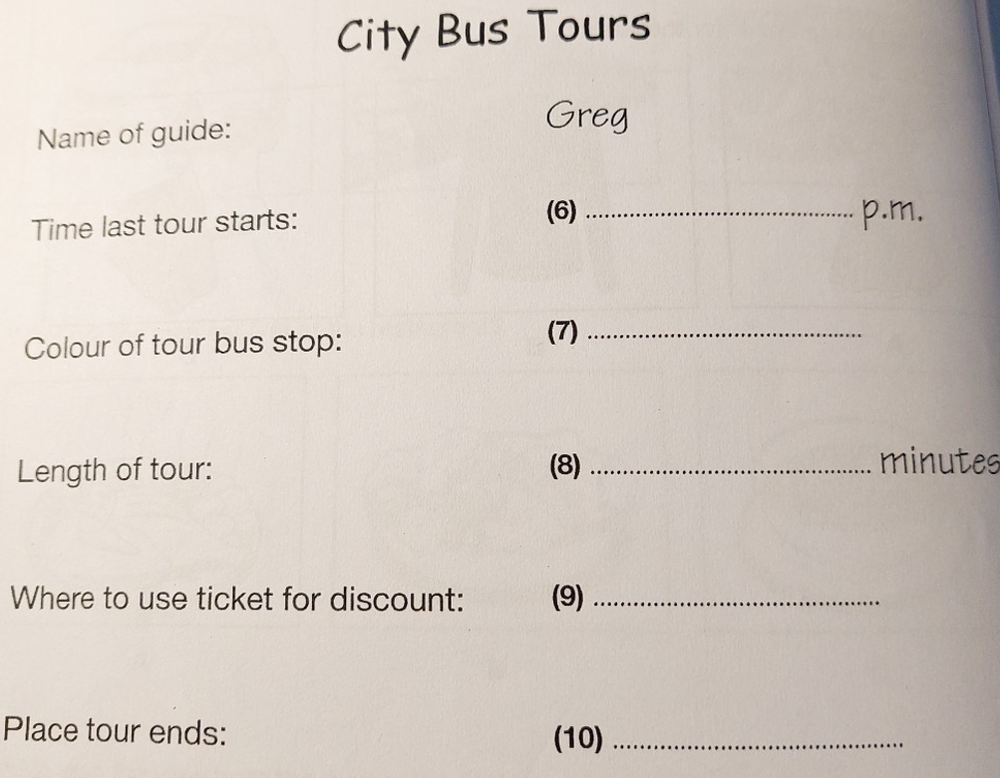 City Bus Tours
Name of guide: Greg
Time last tour starts: (6) ........................................ p.m.
Colour of tour bus stop: (7) ........................................
Length of tour: (8) ........................................ minutes
Where to use ticket for discount: (9) ........................................
Place tour ends: (10) ........................................